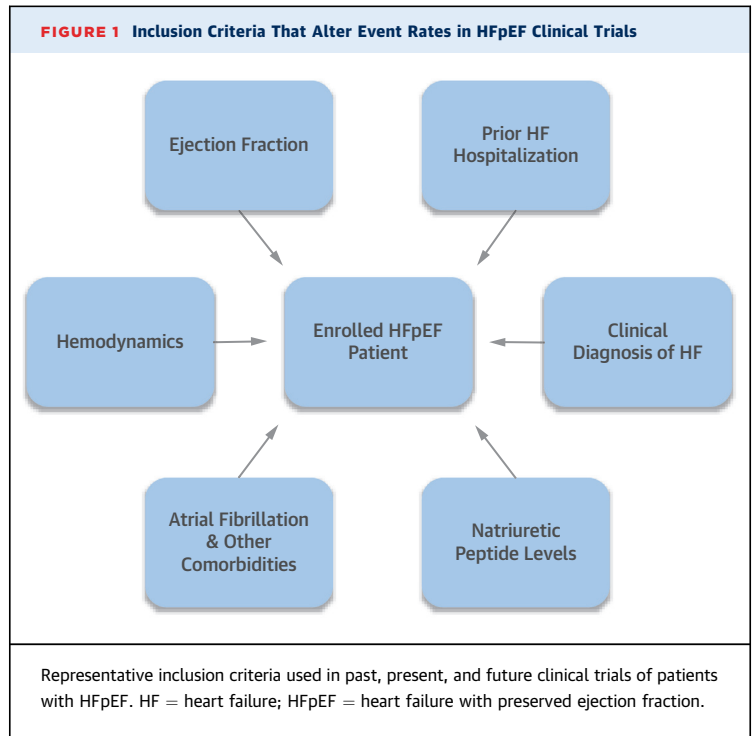 FIGURE 1 Inclusion Criteria That Alter Event Rates in HFpEF Clinical Trials
Ejection Fraction
Prior HF
Hospitalization
Hemodynamics
Enrolled HFpEF
Patient
Clinical
Diagnosis of HF
Atrial Fibrillation
& Other
Comorbidities
Natriuretic
Peptide Levels
Representative inclusion criteria used in past, present, and future clinical trials of patients
with HFpEF. HF = heart failure; HFpEF = heart failure with preserved ejection fraction.